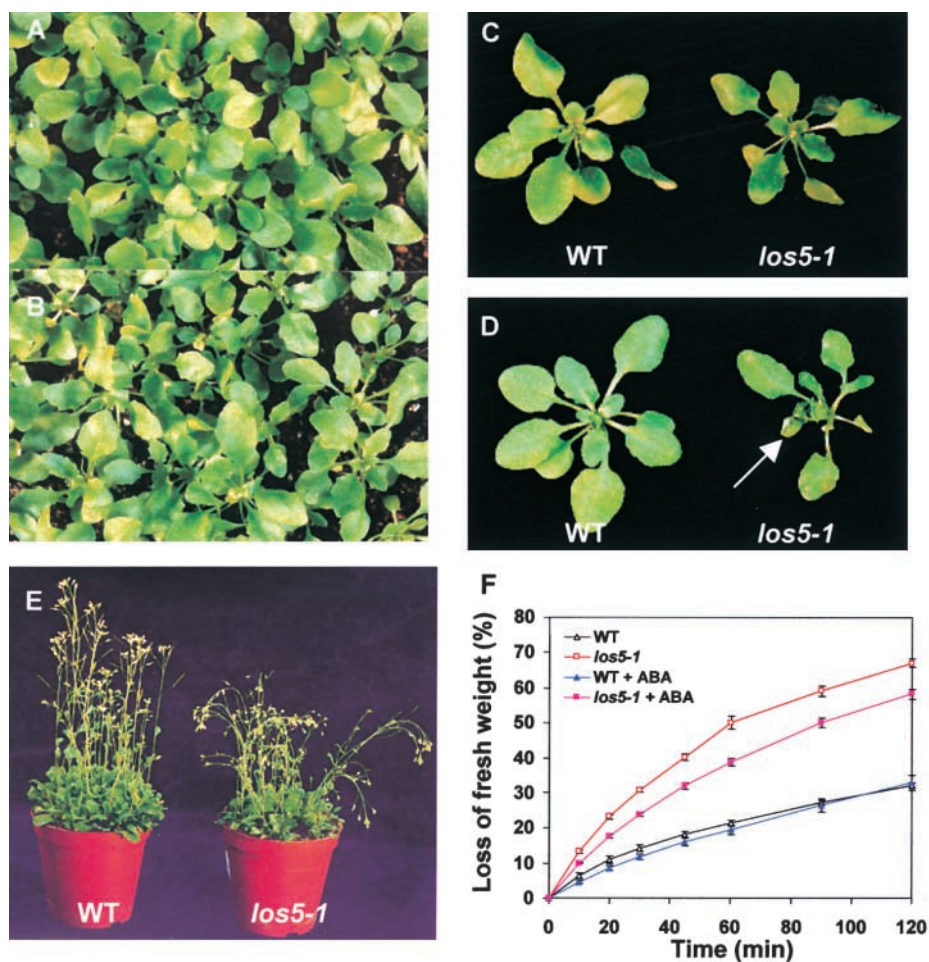 A
B
C
WT los5-1
D
WT los5-1
E
WT los5-1
F
Loss of fresh weight (%)
80
70
60
50
40
30
20
10
0
WT
los5-1
WT + ABA
los5-1 + ABA
0 20 40 60 80 100 120
Time (min)